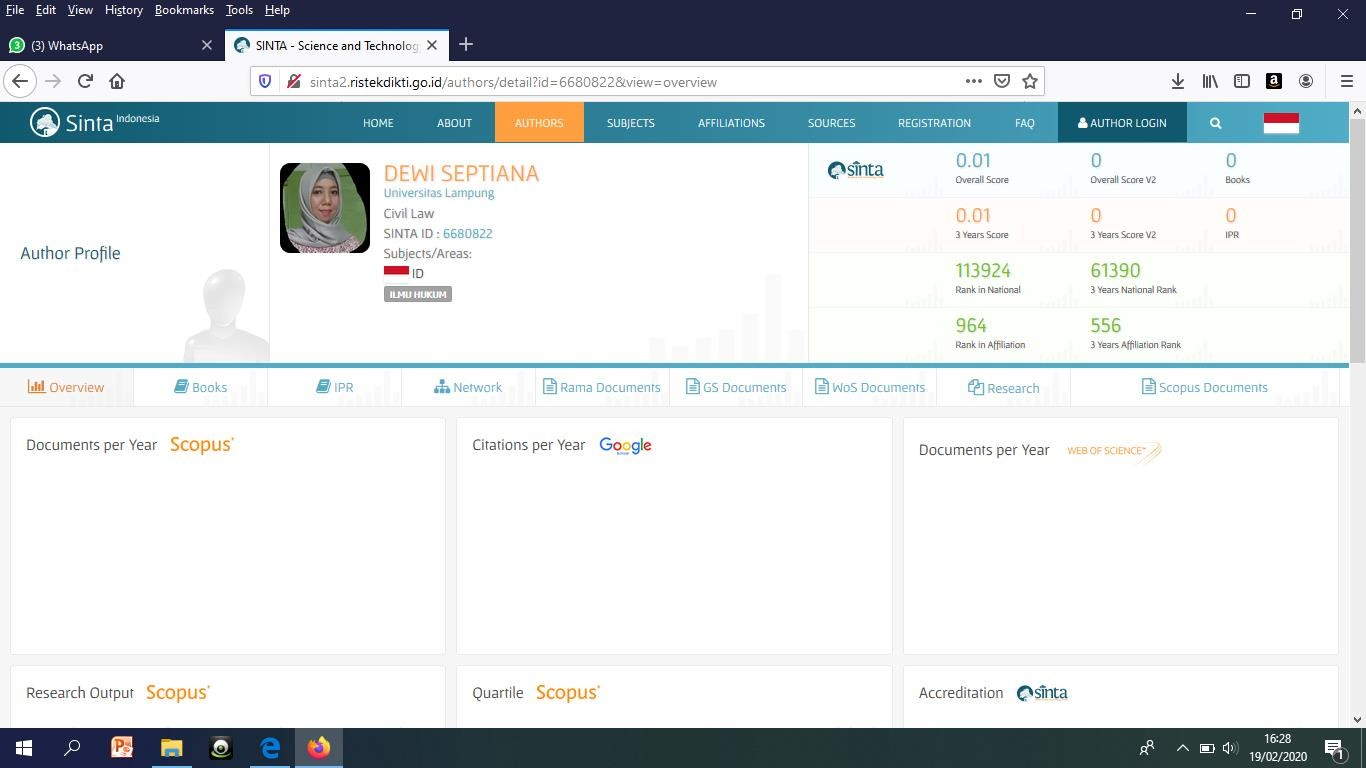 File Edit View History Bookmarks Tools Help
(3) WhatsApp
SINTA - Science and Technolog
sinta2.ristekdikti.go.id/authors/detail?id=6680822&view=overview
Sinta Indonesia
HOME ABOUT AUTHORS SUBJECTS AFFILIATIONS SOURCES REGISTRATION FAQ AUTHOR LOGIN
Author Profile
DEWI SEPTIANA
Universitas Lampung
Civil Law
SINTA ID : 6680822
Subjects/Areas:
ID
ILMU HUKUM
sinta
0.01 0 0
Overall Score Overall Score V2 Books
0.01 0 0
3 Years Score 3 Years Score V2 IPR
113924 61390
Rank in National 3 Years National Rank
964 556
Rank in Affiliation 3 Years Affiliation Rank
Overview Books IPR Network Rama Documents GS Documents WoS Documents Research Scopus Documents
Documents per Year Scopus
Citations per Year Google
Documents per Year WEB OF SCIENCE™
Research Output Scopus
Quartile Scopus
Accreditation sinta
16:28
19/02/2020